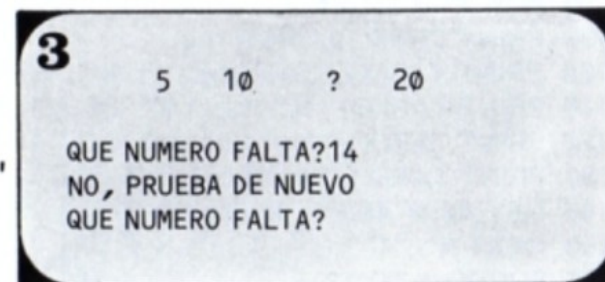 3
5 10 ? 20
QUE NUMERO FALTA?14
NO, PRUEBA DE NUEVO
QUE NUMERO FALTA?